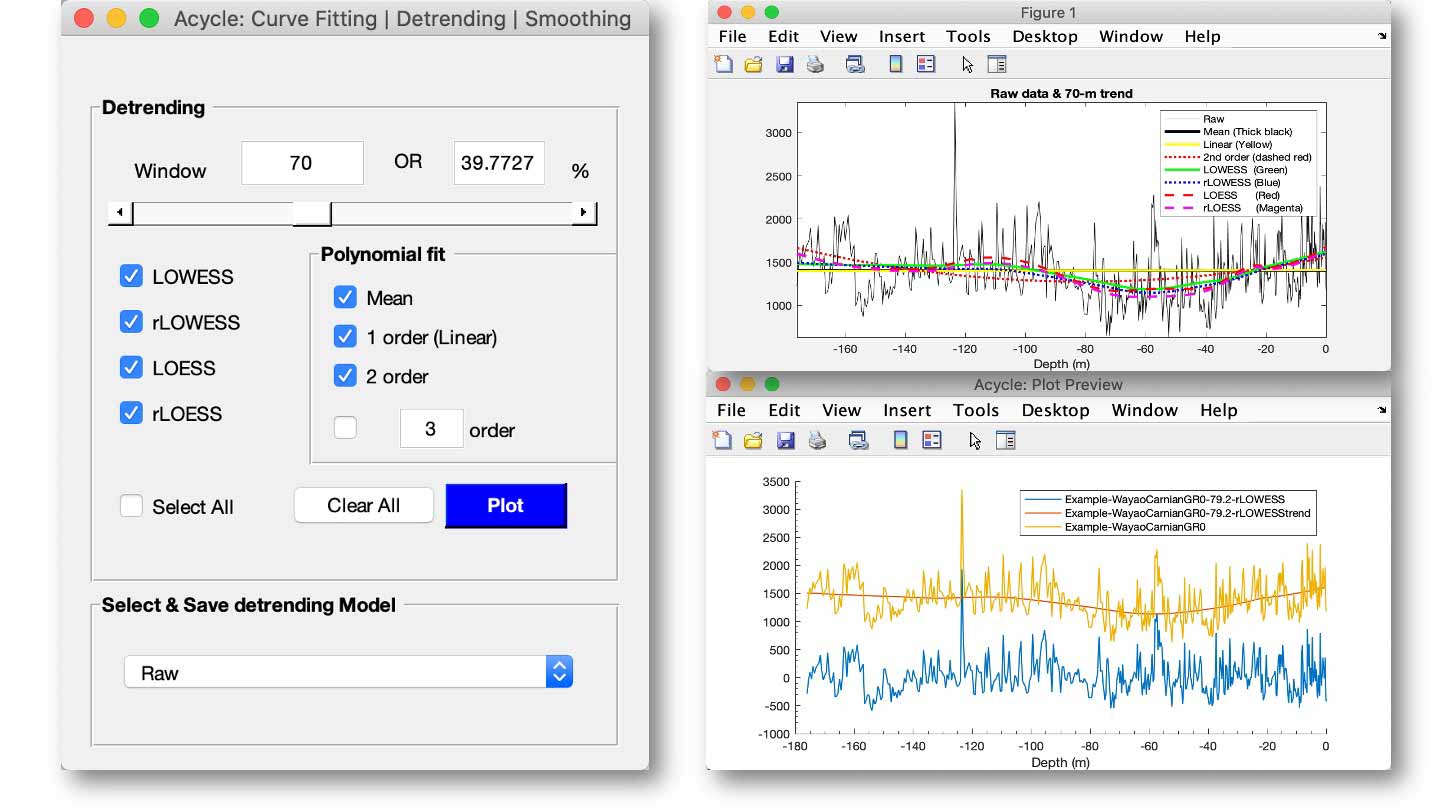 Acycle: Curve Fitting | Detrending | Smoothing
Detrending
Window 70 OR 39.7727 %
LOWESS
rLOWESS
LOESS
rLOESS
Polynomial fit
Mean
1 order (Linear)
2 order
3 order
Select All Clear All Plot
Select & Save detrending Model
Raw
Figure 1
File Edit View Insert Tools Desktop Window Help
Raw data & 70-m trend
3000
2500
2000
1500
1000
Raw
Mean (Thick black)
Linear (Yellow)
2nd order (dashed red)
LOWESS (Green)
rLOWESS (Blue)
LOESS (Red)
rLOESS (Magenta)
-160 -140 -120 -100 -80 -60 -40 -20 0
Depth (m)
Acycle: Plot Preview
File Edit View Insert Tools Desktop Window Help
3500
3000
2500
2000
1500
1000
500
0
-500
-1000
Example-WayaoCarnianGR0-79.2-rLOWESS
Example-WayaoCarnianGR0-79.2-rLOWESStrend
Example-WayaoCarnianGR0
-180 -160 -140 -120 -100 -80 -60 -40 -20 0
Depth (m)